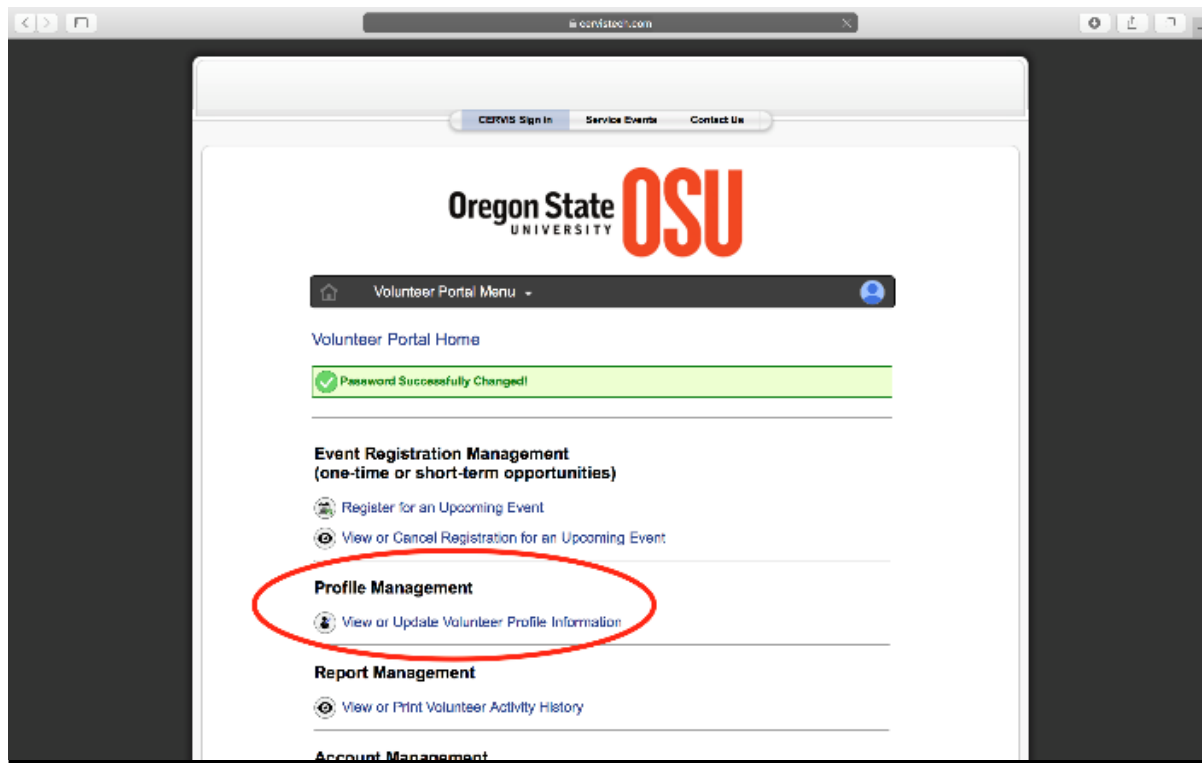 cervistech.com
CERVIS Sign In Service Events Contact Us
Oregon State OSU
UNIVERSITY
Volunteer Portal Menu
Volunteer Portal Home
Password Successfully Changed!
Event Registration Management
(one-time or short-term opportunities)
Register for an Upcoming Event
View or Cancel Registration for an Upcoming Event
Profile Management
View or Update Volunteer Profile Information
Report Management
View or Print Volunteer Activity History
Account Management